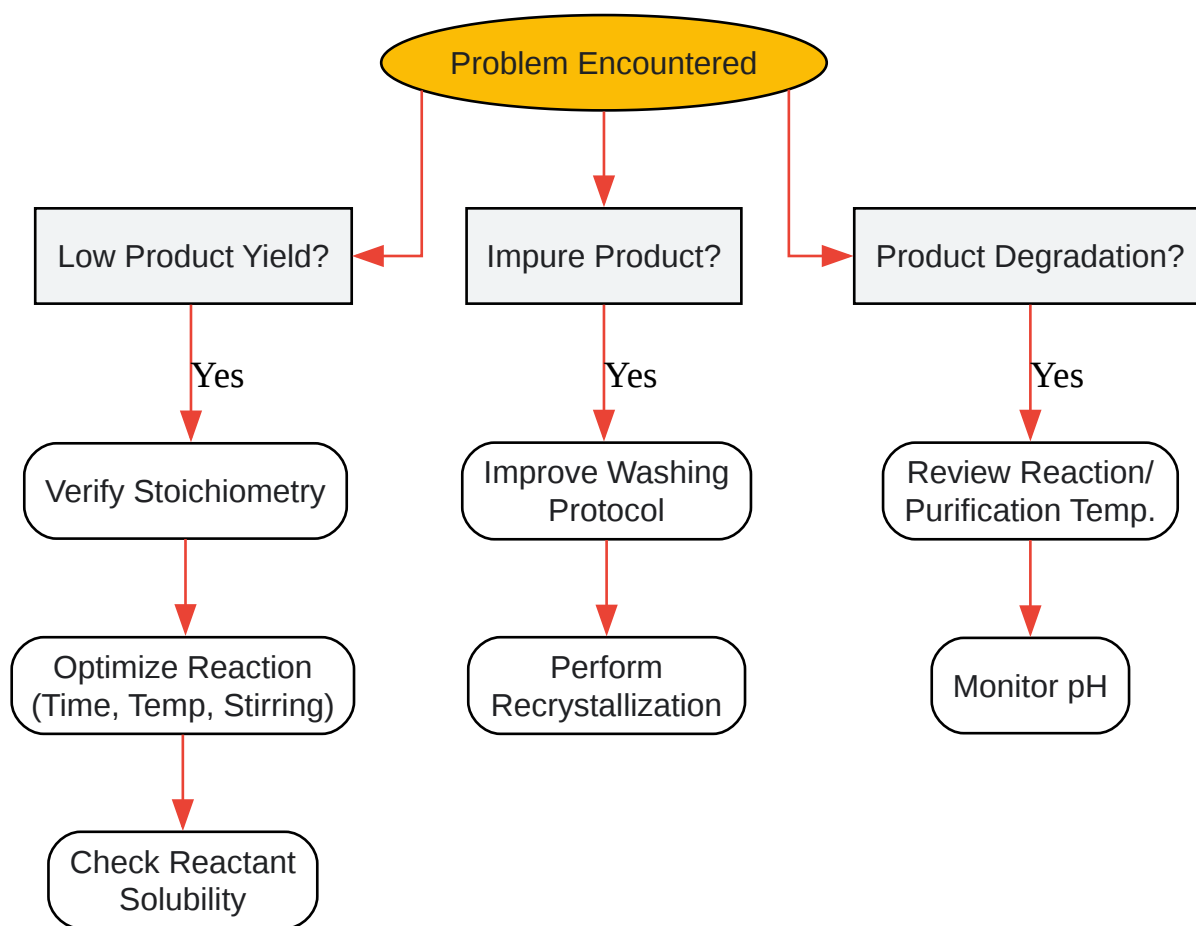 Problem Encountered
Low Product Yield?
Impure Product?
Product Degradation?
Yes
Yes
Yes
Verify Stoichiometry
Improve Washing
Protocol
Review Reaction/
Purification Temp.
Optimize Reaction
(Time, Temp, Stirring)
Perform
Recrystallization
Monitor pH
Check Reactant
Solubility